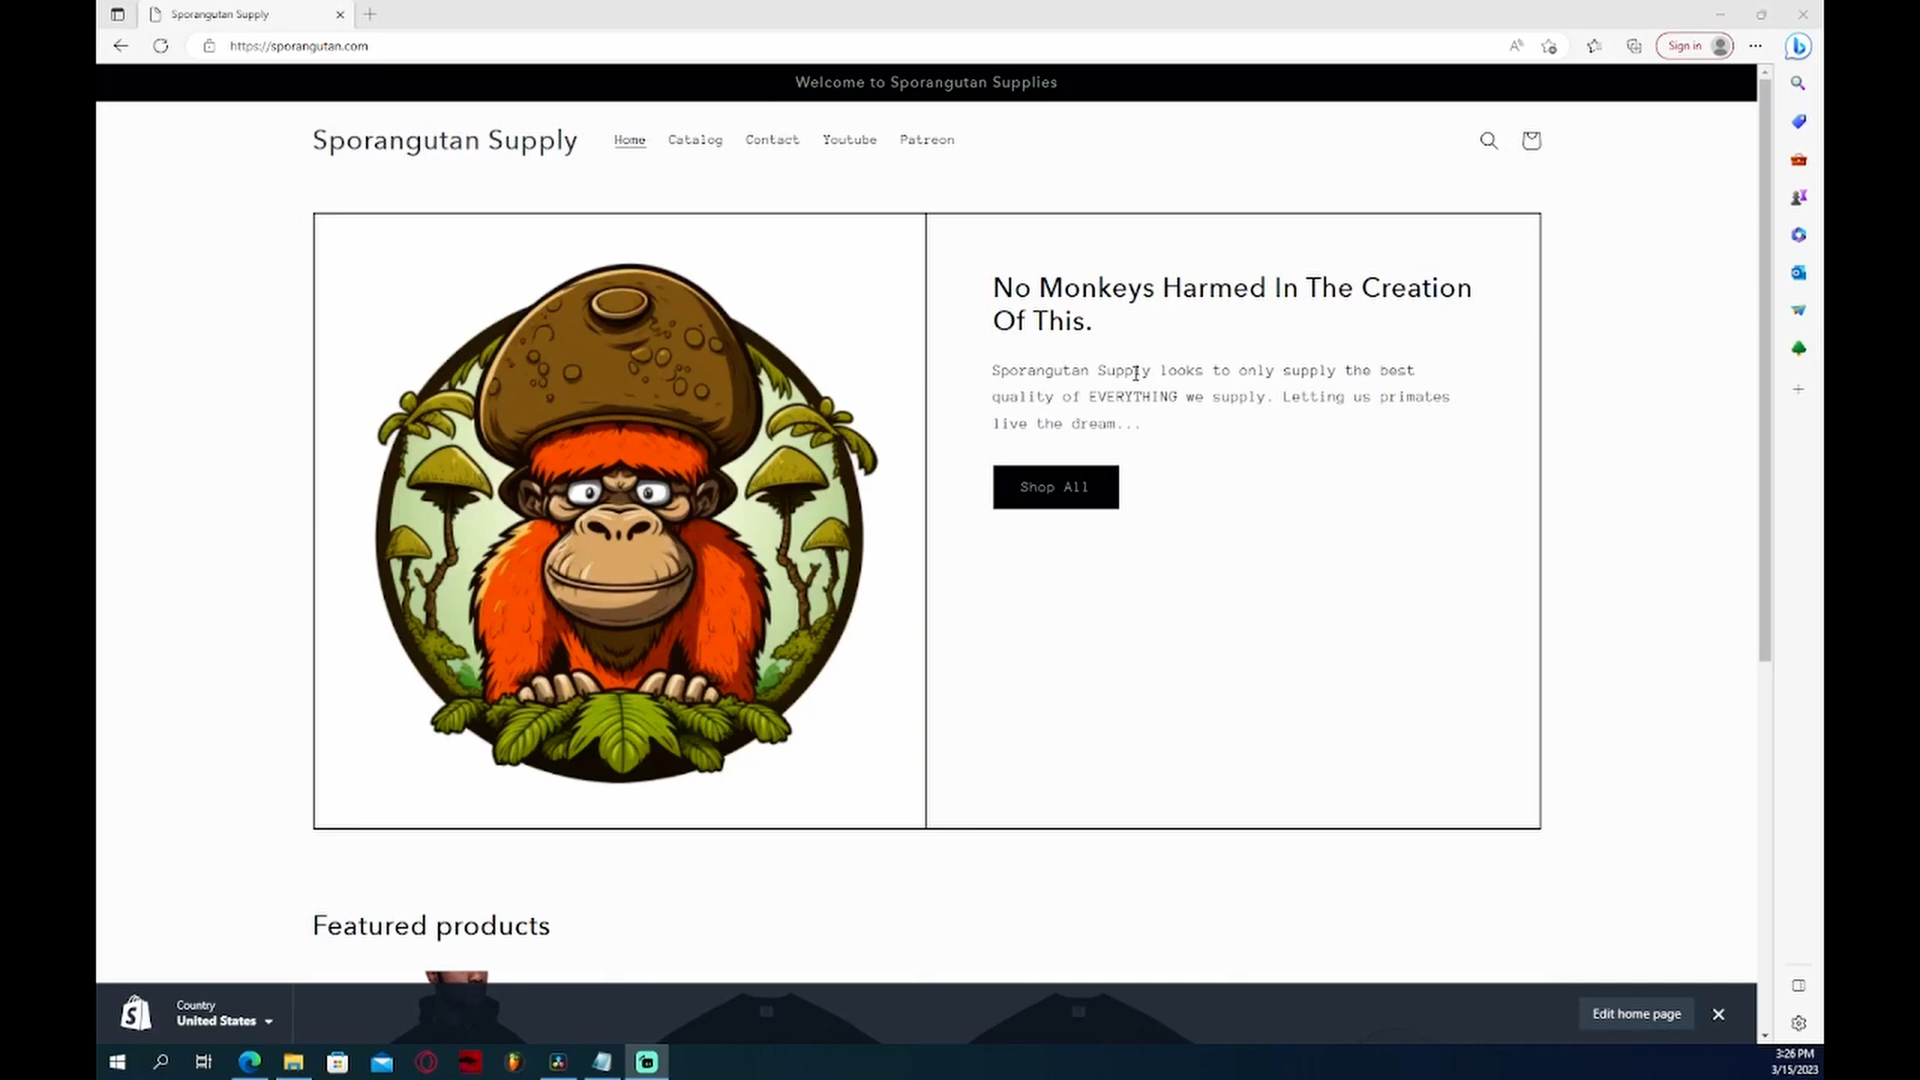 Sporangutan Supply
https://sporangutan.com
Sign in
Welcome to Sporangutan Supplies
Sporangutan Supply
Home
Catalog
Contact
Youtube
Patreon
No Monkeys Harmed In The Creation
Of This.
Sporangutan Supply looks to only supply the best
quality of EVERYTHING we supply. Letting us primates
live the dream...
Shop All
Featured products
Country
United States
Edit home page
3:26 PM
3/15/2023